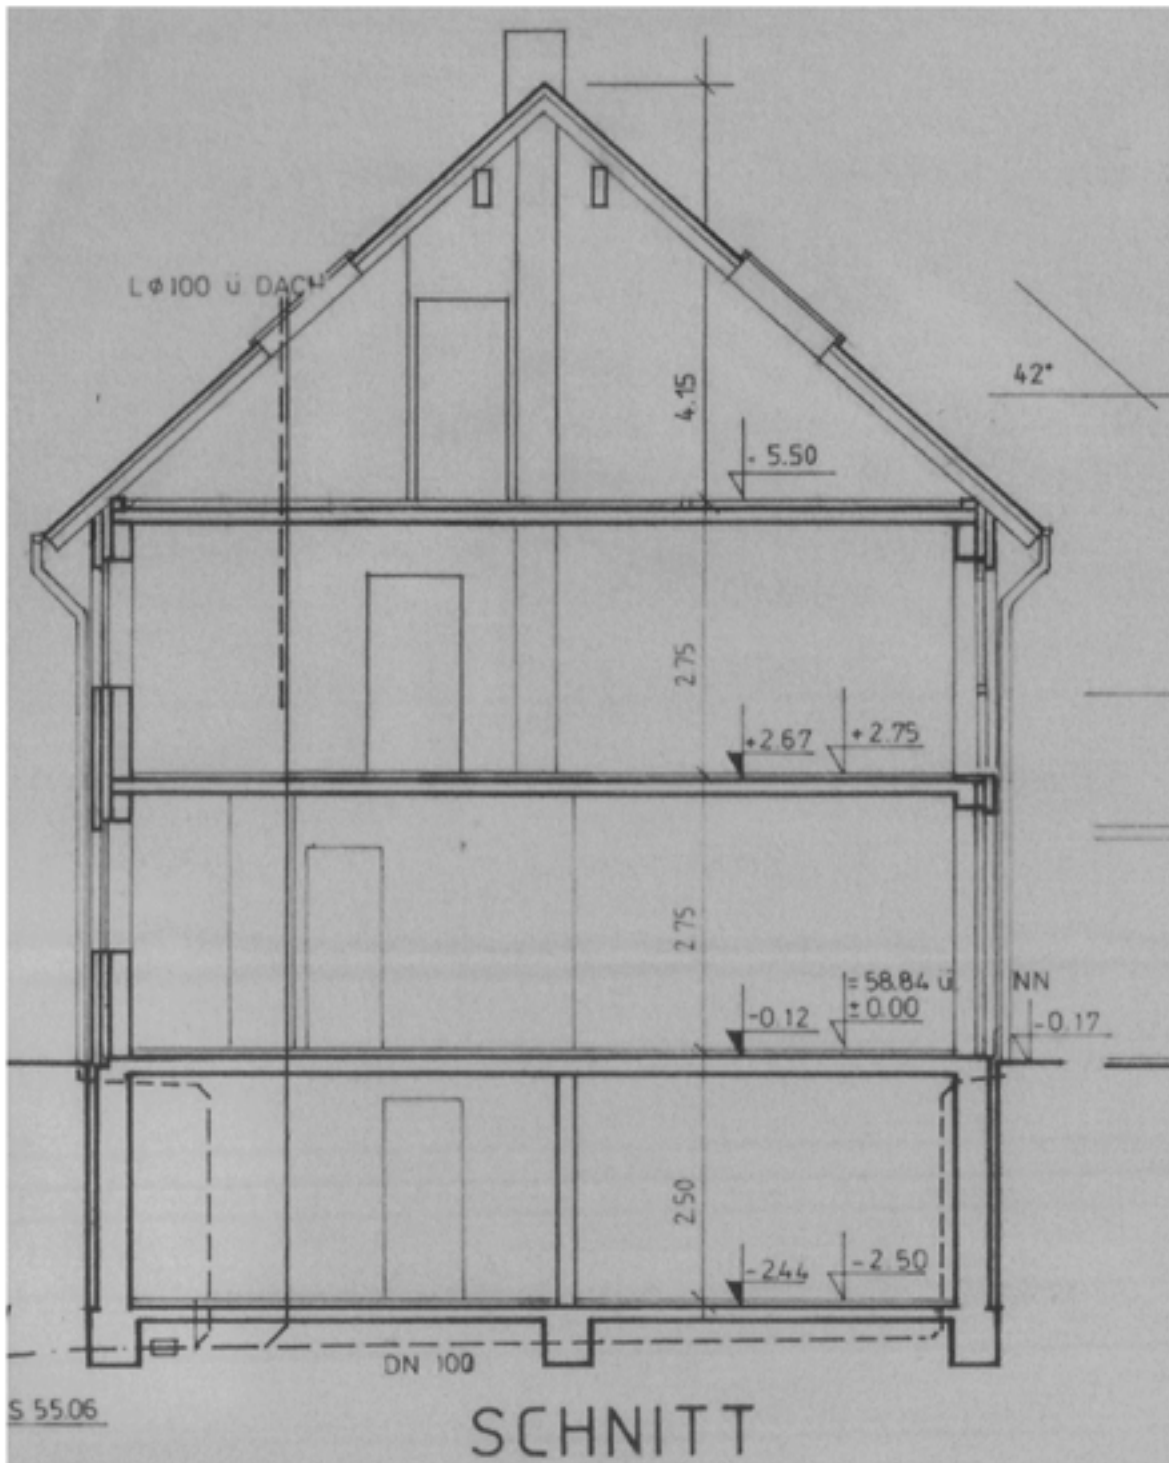 L ø 100 ü. DACH
42°
4.15
- 5.50
2.75
+2.67
+2.75
2.75
= 58.84 ü. NN
-0.12
±0.00
-0.17
2.50
-2.44
-2.50
DN 100
S 55.06
SCHNITT